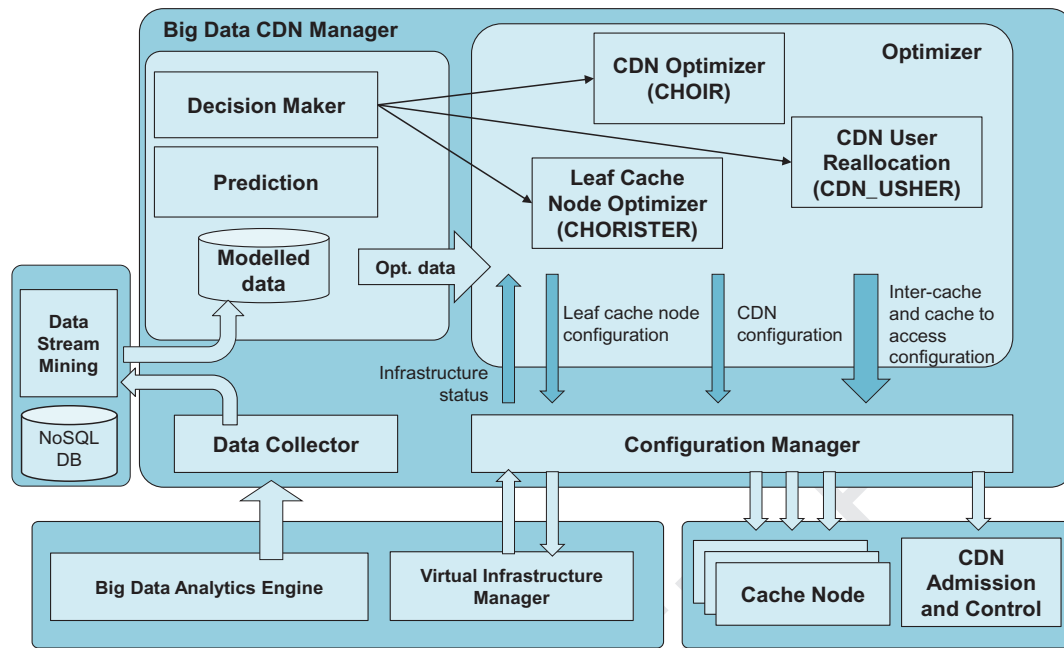 Big Data CDN Manager
Optimizer
CDN Optimizer
(CHOIR)
Decision Maker
CDN User
Reallocation
(CDN_USHER)
Prediction
Leaf Cache
Node Optimizer
(CHORISTER)
Modelled
data
Opt. data
Data
Stream
Mining
Leaf cache node
configuration
CDN
configuration
Inter-cache
and cache to
access
configuration
Infrastructure
status
NoSQL
DB
Data Collector
Configuration Manager
Big Data Analytics Engine
Virtual Infrastructure
Manager
Cache Node
CDN
Admission
and Control